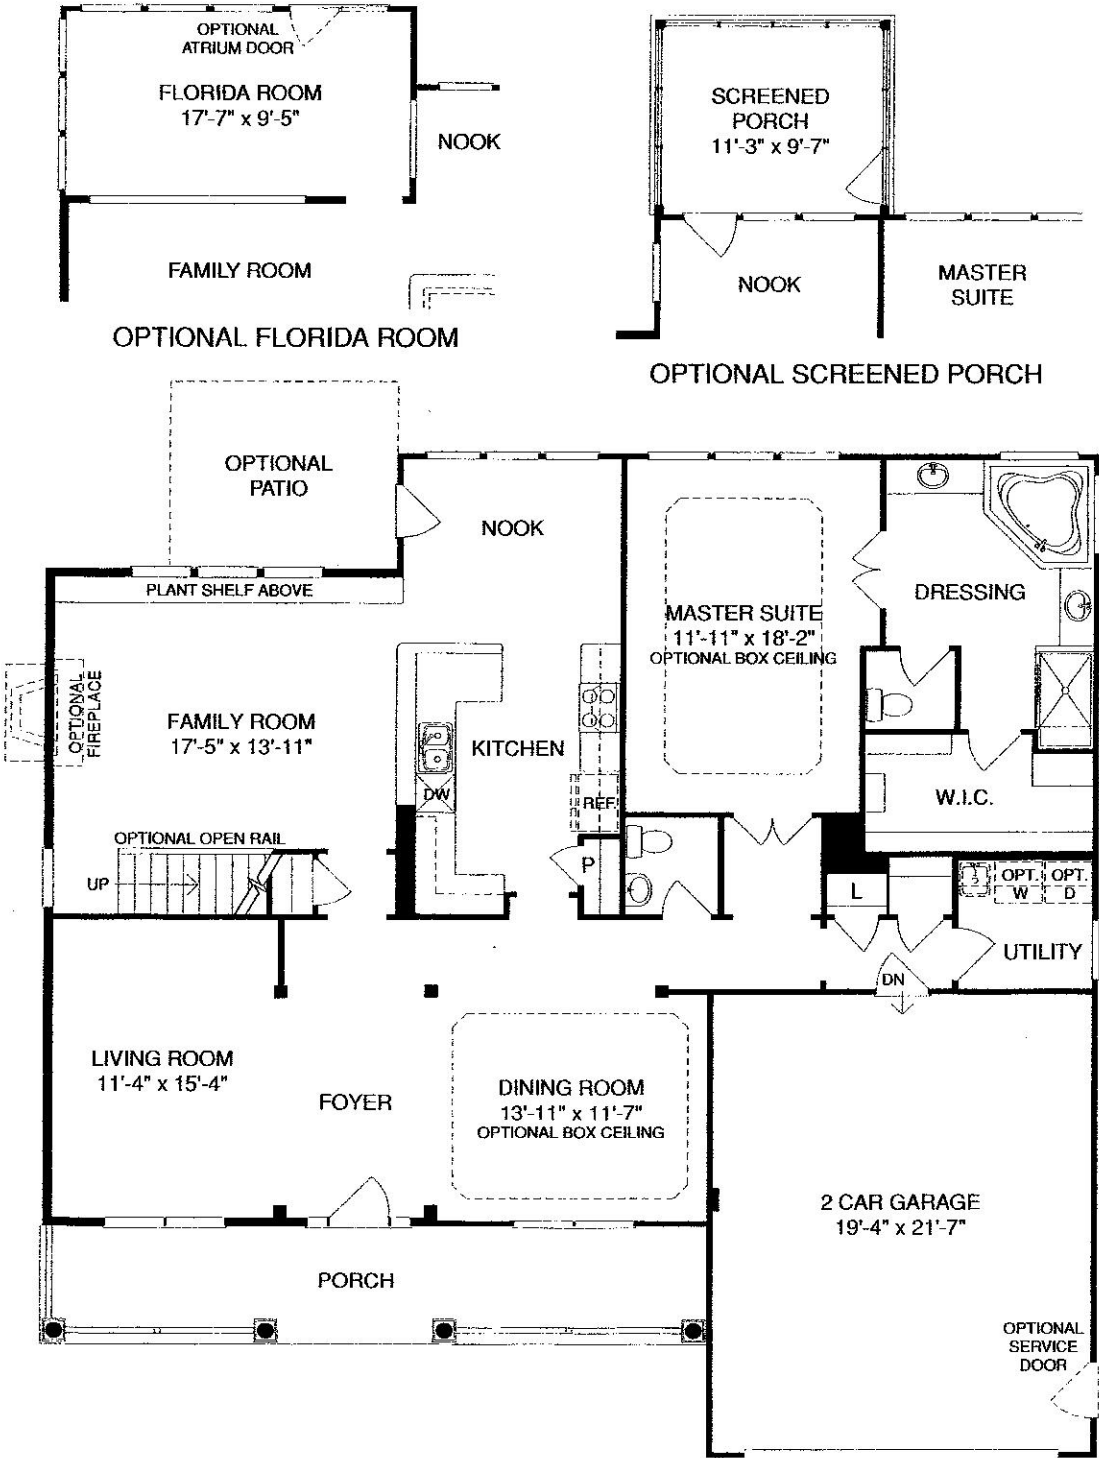 OPTIONAL
ATRIUM DOOR
FLORIDA ROOM
17'-7" x 9'-5"
NOOK
FAMILY ROOM
OPTIONAL FLORIDA ROOM
SCREENED
PORCH
11'-3" x 9'-7"
NOOK
MASTER
SUITE
OPTIONAL SCREENED PORCH
OPTIONAL
PATIO
NOOK
PLANT SHELF ABOVE
MASTER SUITE
11'-11" x 18'-2"
OPTIONAL BOX CEILING
DRESSING
OPTIONAL
FIREPLACE
FAMILY ROOM
17'-5" x 13'-11"
KITCHEN
DW
REF.
W.I.C.
OPTIONAL OPEN RAIL
UP
P
L
OPT.
W
OPT.
D
UTILITY
DN
LIVING ROOM
11'-4" x 15'-4"
FOYER
DINING ROOM
13'-11" x 11'-7"
OPTIONAL BOX CEILING
2 CAR GARAGE
19'-4" x 21'-7"
PORCH
OPTIONAL
SERVICE
DOOR